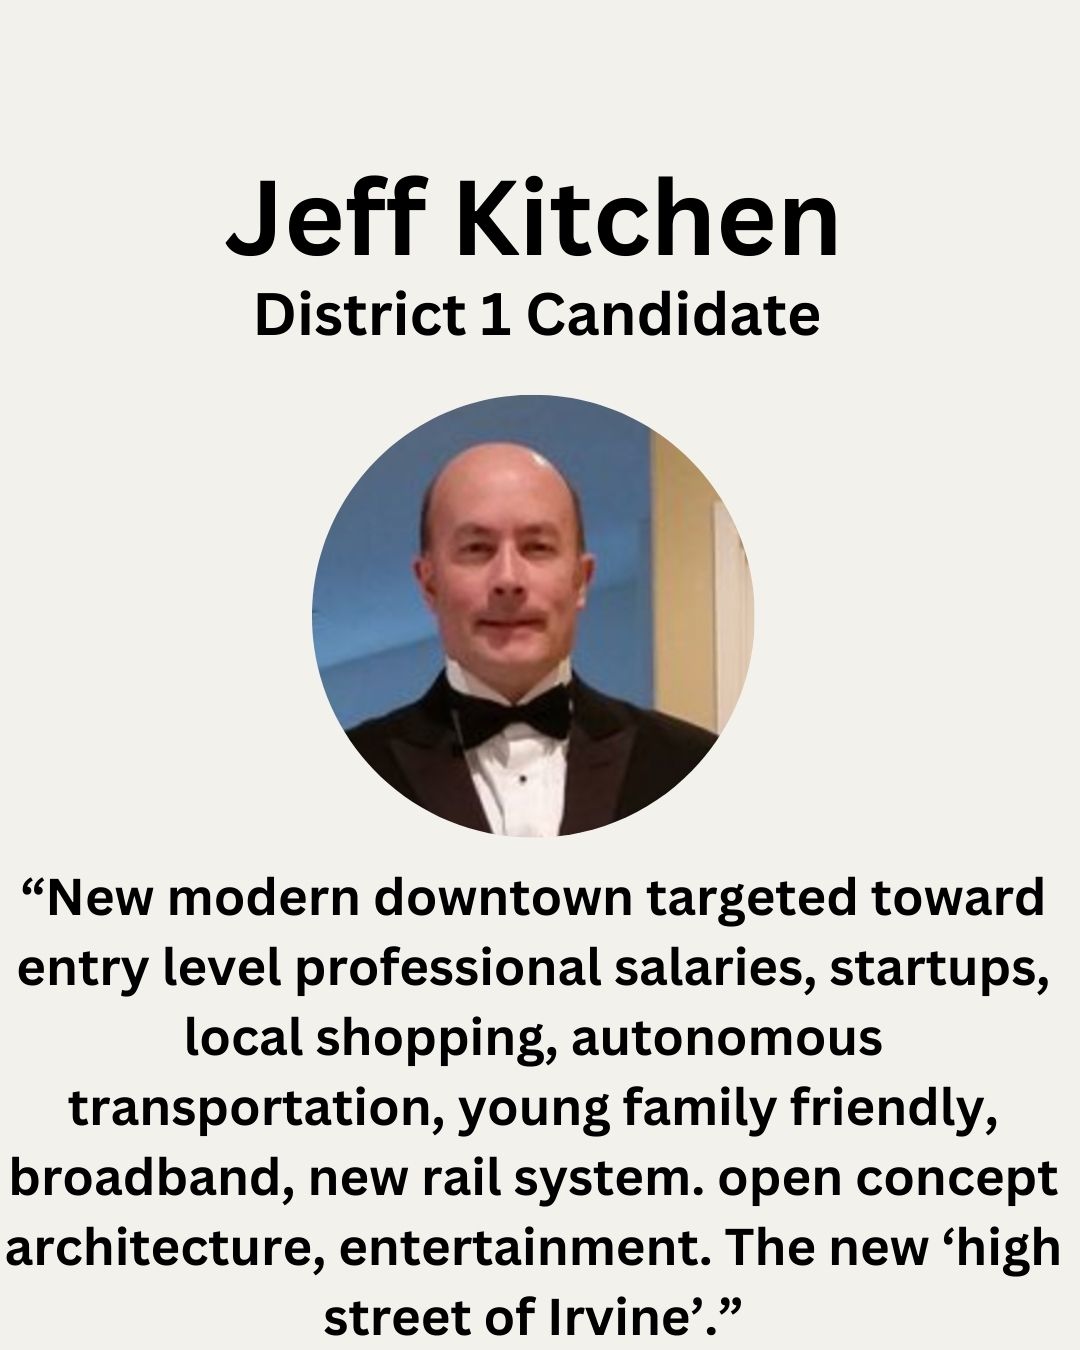 Jeff Kitchen
District 1 Candidate
“New modern downtown targeted toward
entry level professional salaries, startups,
local shopping, autonomous
transportation, young family friendly,
broadband, new rail system. open concept
architecture, entertainment. The new ‘high
street of Irvine’.”